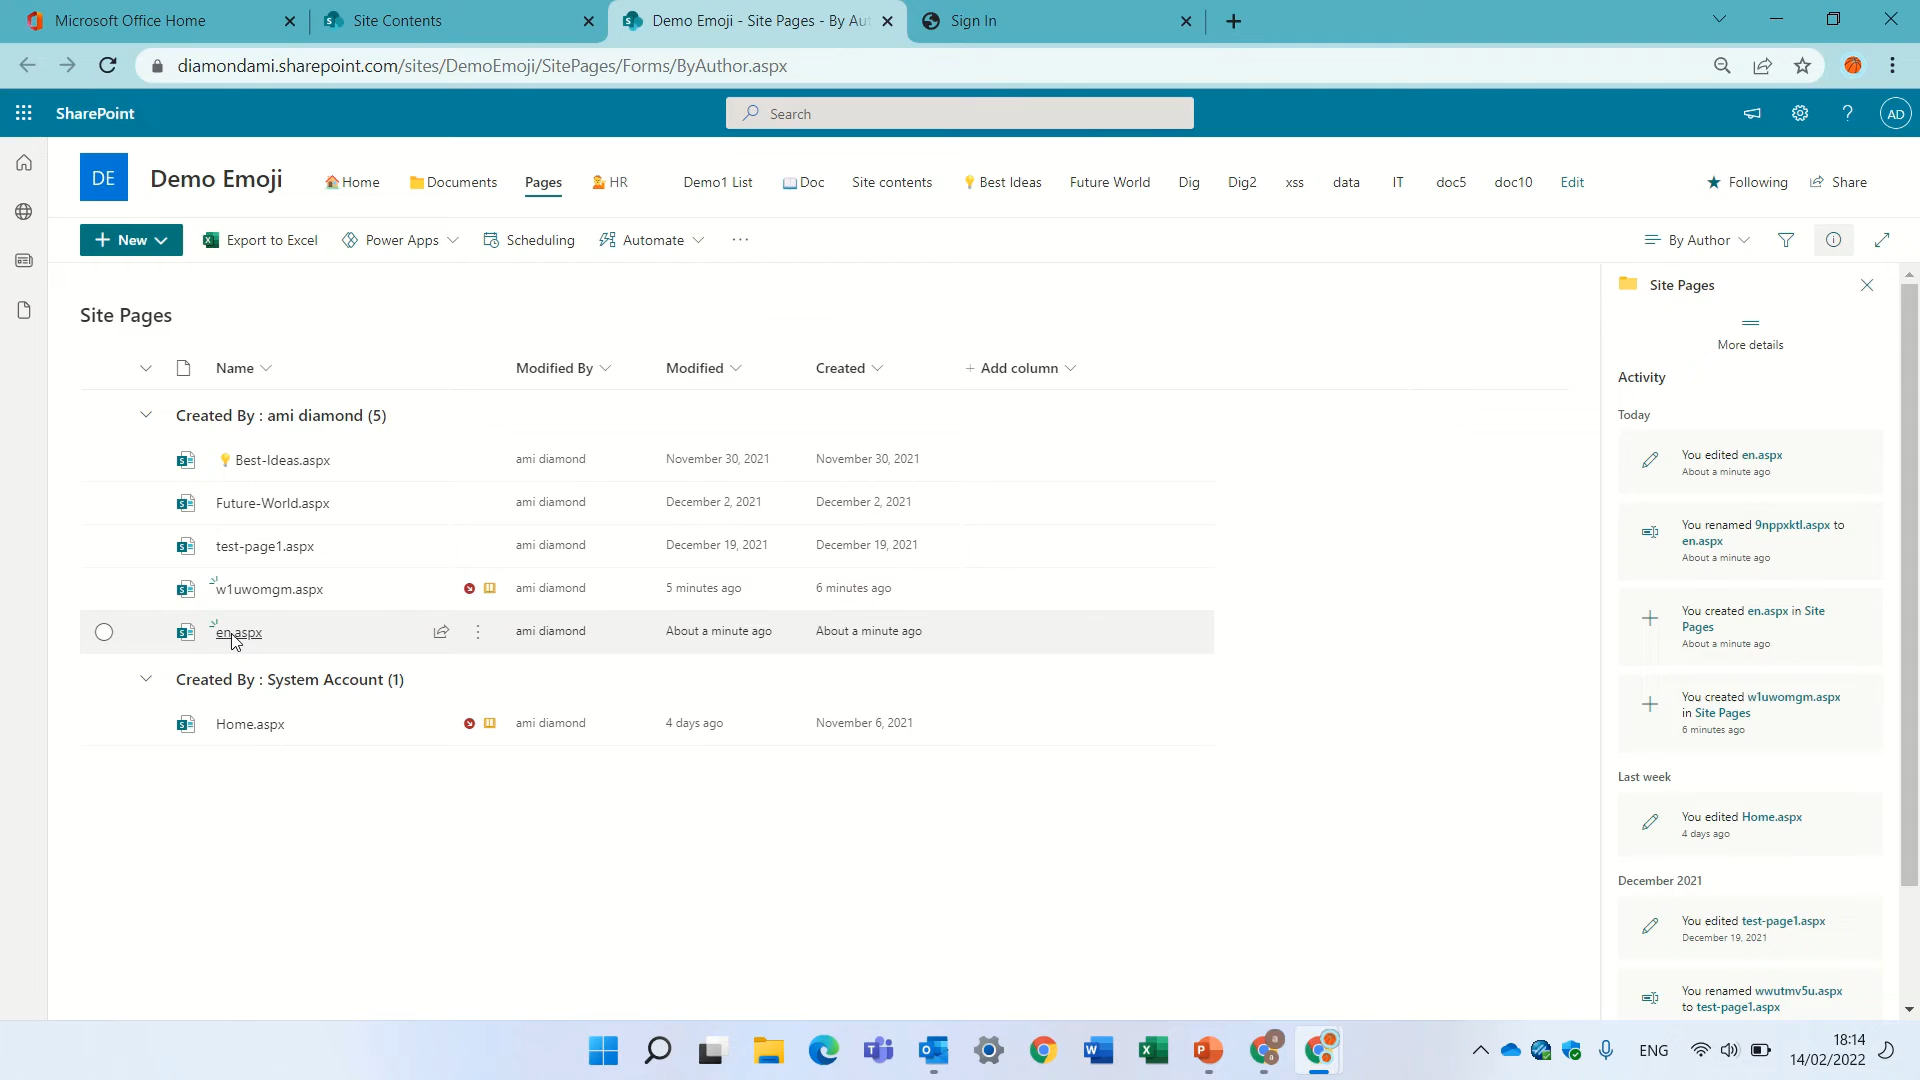 Microsoft Office Home
Site Contents
Demo Emoji - Site Pages - By Aut
Sign In
diamondami.sharepoint.com/sites/DemoEmoji/SitePages/Forms/ByAuthor.aspx
SharePoint
Search
AD
DE
Demo Emoji
Home
Documents
Pages
HR
Demo1 List
Doc
Site contents
Best Ideas
Future World
Dig
Dig2
xss
data
IT
doc5
doc10
Edit
Following
Share
New
Export to Excel
Power Apps
Scheduling
Automate
By Author
Site Pages
Name
Modified By
Modified
Created
Add column
Created By : ami diamond (5)
Best-Ideas.aspx
ami diamond
November 30, 2021
November 30, 2021
Future-World.aspx
ami diamond
December 2, 2021
December 2, 2021
test-page1.aspx
ami diamond
December 19, 2021
December 19, 2021
w1uwomgm.aspx
ami diamond
5 minutes ago
6 minutes ago
en.aspx
ami diamond
About a minute ago
About a minute ago
Created By : System Account (1)
Home.aspx
ami diamond
4 days ago
November 6, 2021
Site Pages
More details
Activity
Today
You edited en.aspx
About a minute ago
You renamed 9nppxktl.aspx to
en.aspx
About a minute ago
You created en.aspx in Site
Pages
About a minute ago
You created w1uwomgm.aspx
in Site Pages
6 minutes ago
Last week
You edited Home.aspx
4 days ago
December 2021
You edited test-page1.aspx
December 19, 2021
You renamed wwutmv5u.aspx
to test-page1.aspx
ENG
18:14
14/02/2022